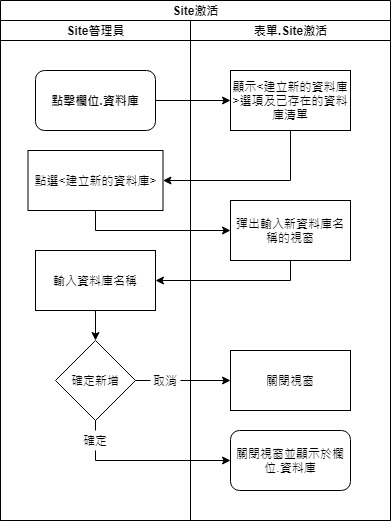 Site激活
Site管理員
表單.Site激活
點擊欄位.資料庫
顯示<建立新的資料庫
>選項及已存在的資料
庫清單
點選<建立新的資料庫>
彈出輸入新資料庫名
稱的視窗
輸入資料庫名稱
確定新增
取消
關閉視窗
確定
關閉視窗並顯示於欄
位.資料庫